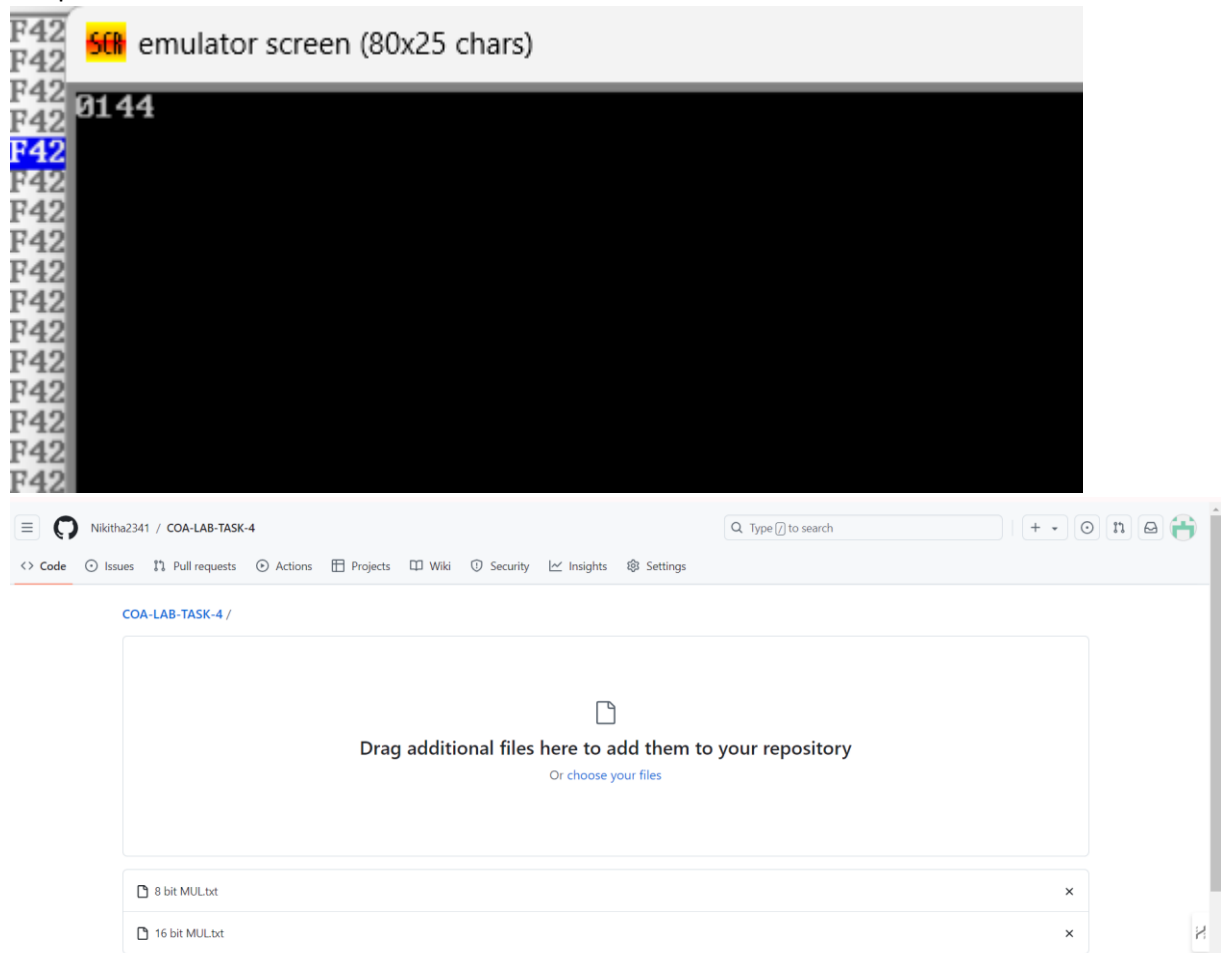 F42
SCR emulator screen (80x25 chars)
F42
F42
0144
F42
F42
F42
F42
F42
F42
F42
F42
F42
F42
F42
F42
F42
Nikitha2341 / COA-LAB-TASK-4
Type / to search
<> Code Issues Pull requests Actions Projects Wiki Security Insights Settings
COA-LAB-TASK-4 /
Drag additional files here to add them to your repository
Or choose your files
8 bit MUL.txt
16 bit MUL.txt